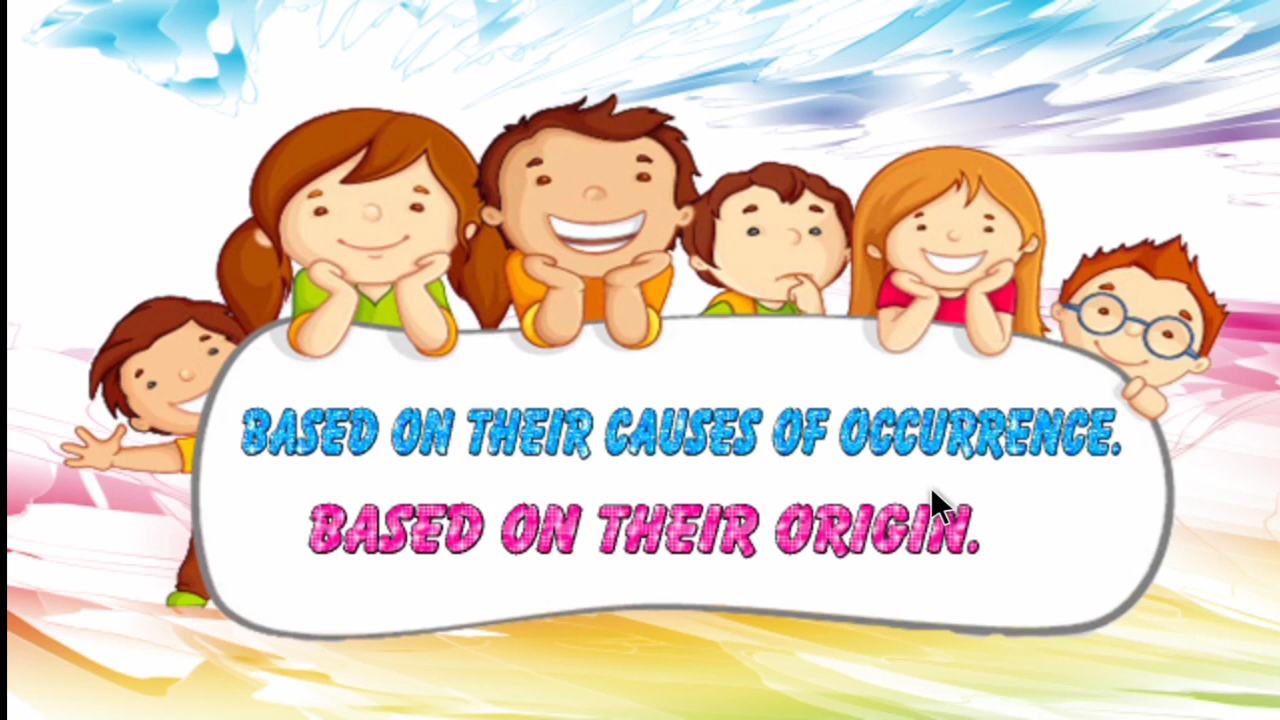 BASED ON THEIR CAUSES OF OCCURRENCE.
BASED ON THEIR ORIGIN.